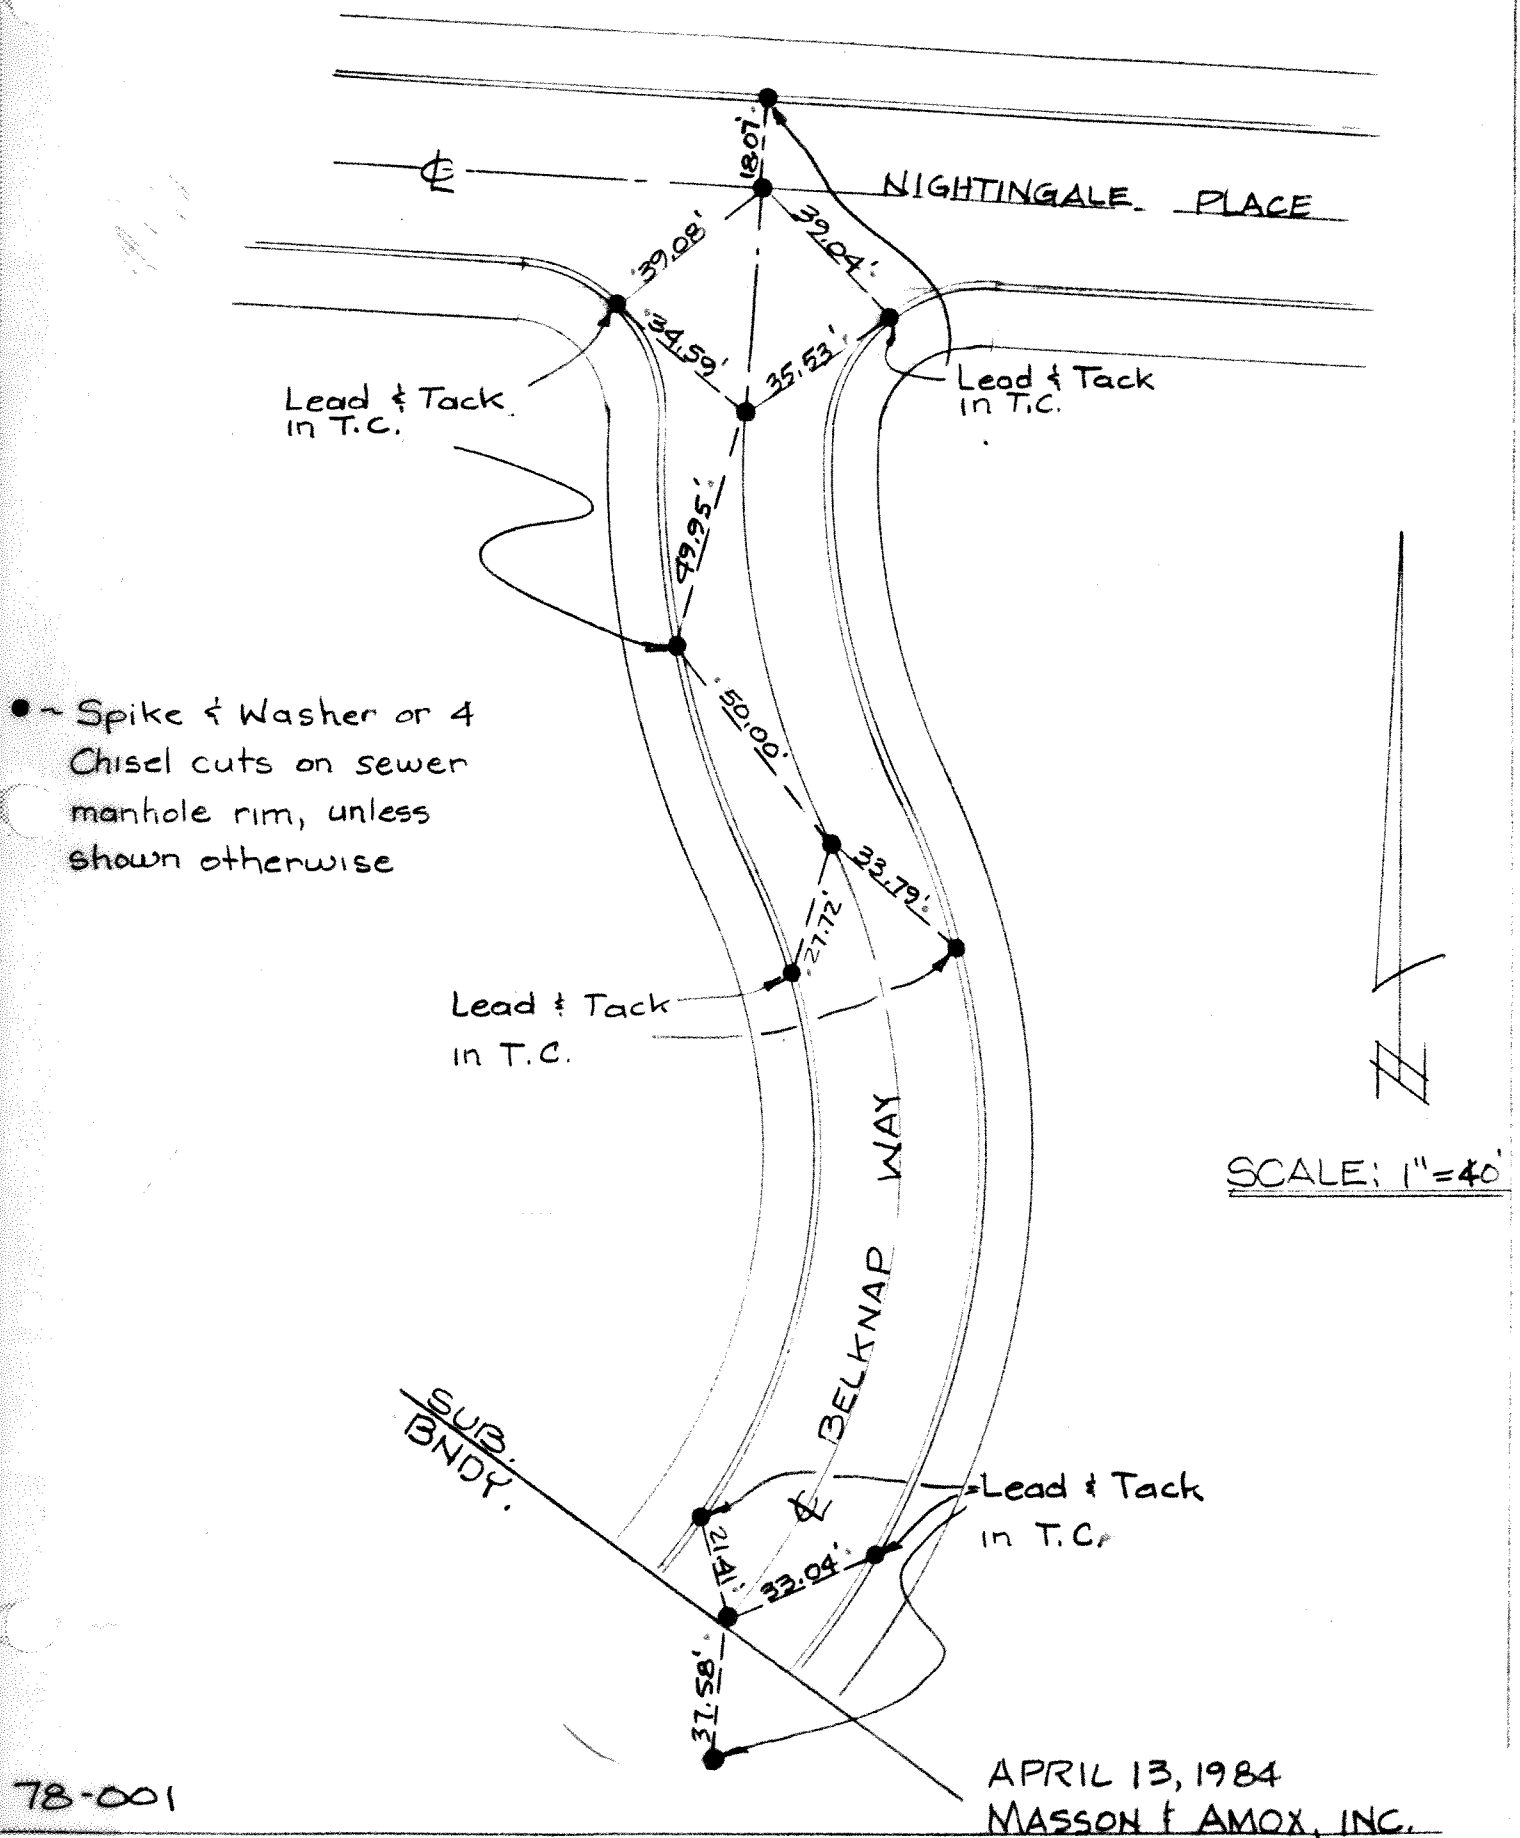 18.07'
℄
NIGHTINGALE PLACE
39.08'
39.04'
34.59'
35.53'
Lead & Tack
in T.C.
Lead & Tack
in T.C.
49.95'
50.00'
● ~ Spike & Washer or 4
Chisel cuts on sewer
manhole rim, unless
shown otherwise
33.79'
27.72'
Lead & Tack
in T.C.
BELKNAP WAY
N
SCALE: 1"=40'
SUB.
BNDY.
℄
Lead & Tack
in T.C.
21.41'
33.04'
37.58'
78-001
APRIL 13, 1984
MASSON & AMOX, INC.